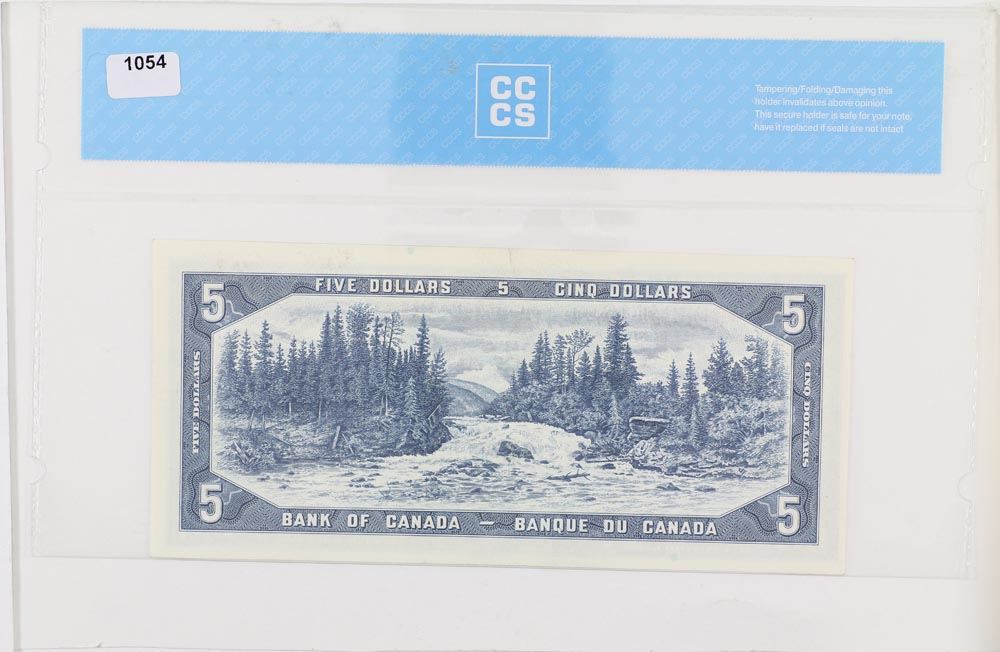 1054
CC
CS
Tampering/Folding/Damaging this
holder invalidates above opinion.
This secure holder is safe for your note,
have it replaced if seals are not intact
5 FIVE DOLLARS 5 CINQ DOLLARS 5
FIVE DOLLARS
CINQ DOLLARS
5 BANK OF CANADA — BANQUE DU CANADA 5